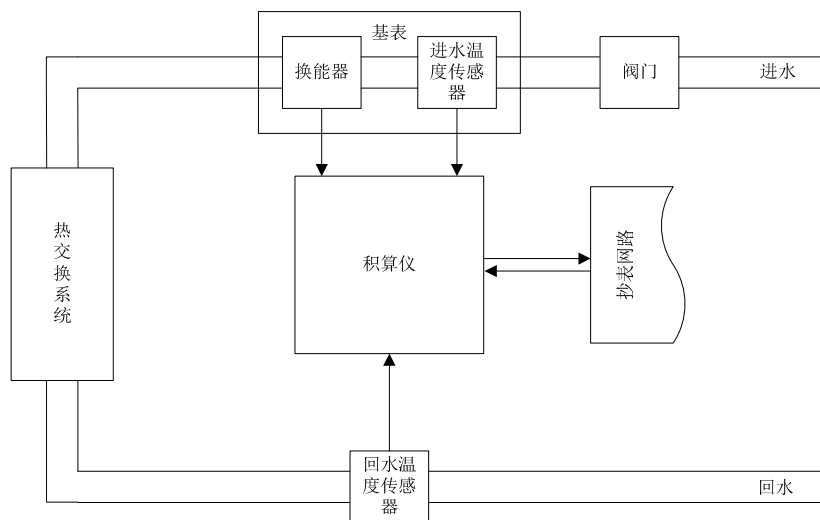 基表
换能器
进水温
度传感
器
阀门
进水
热
交
换
系
统
积算仪
抄表网路
回水温
度传感
器
回水